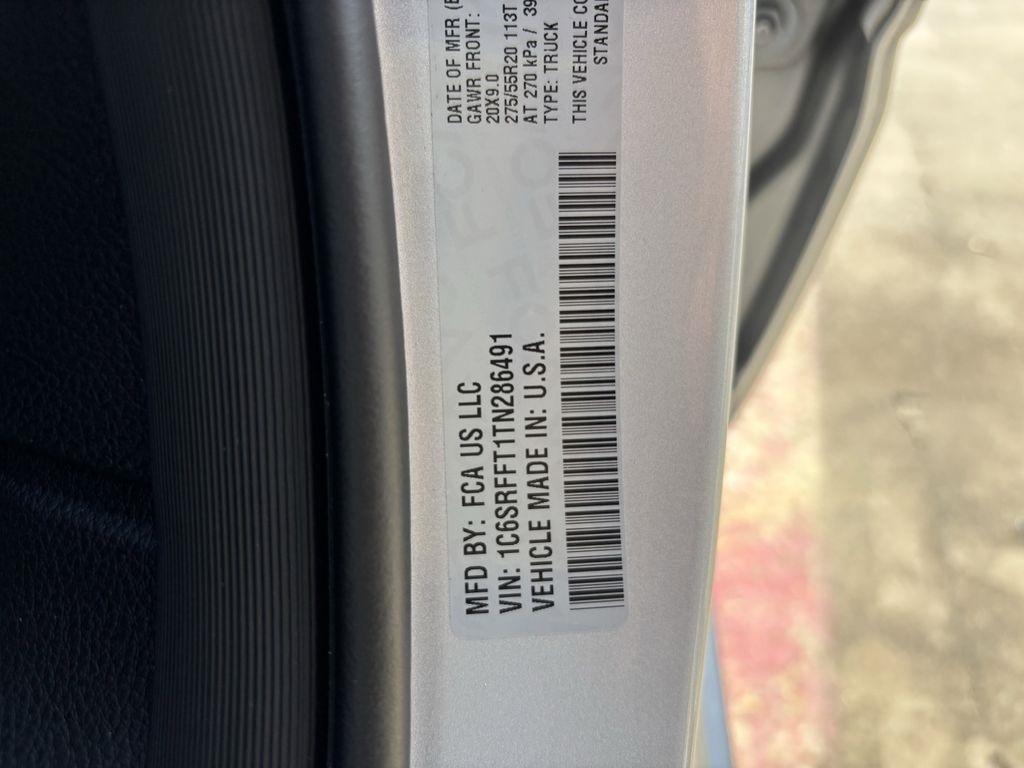 MFD BY: FCA US LLC
VIN: 1C6SRFFT1TN286491
VEHICLE MADE IN: U.S.A.
DATE OF MFR
GAWR FRONT:
20X9.0
275/55R20 113T
AT 270 kPa / 39
TYPE: TRUCK
THIS VEHICLE CO
STANDA